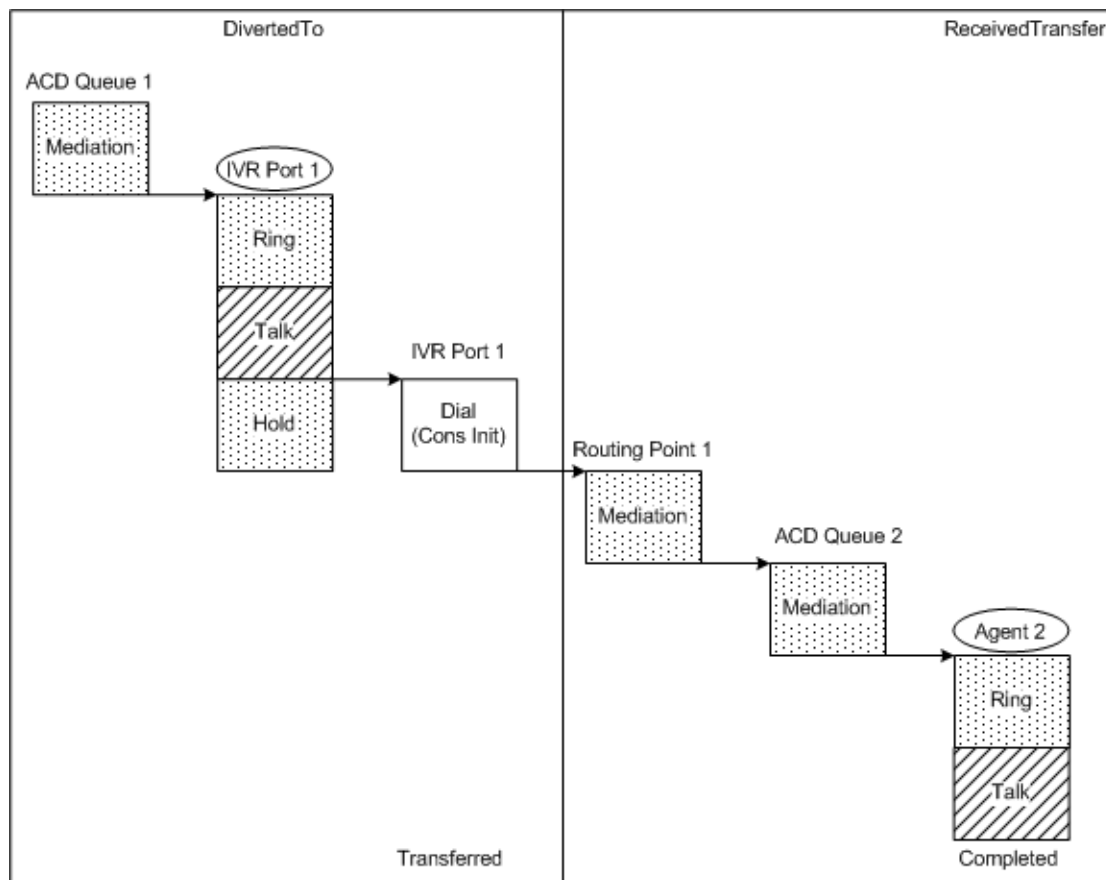 DivertedTo
ReceivedTransfer
ACD Queue 1
Mediation
IVR Port 1
Ring
Talk
Hold
IVR Port 1
Dial
(Cons Init)
Routing Point 1
Mediation
ACD Queue 2
Mediation
Agent 2
Ring
Talk
Transferred
Completed